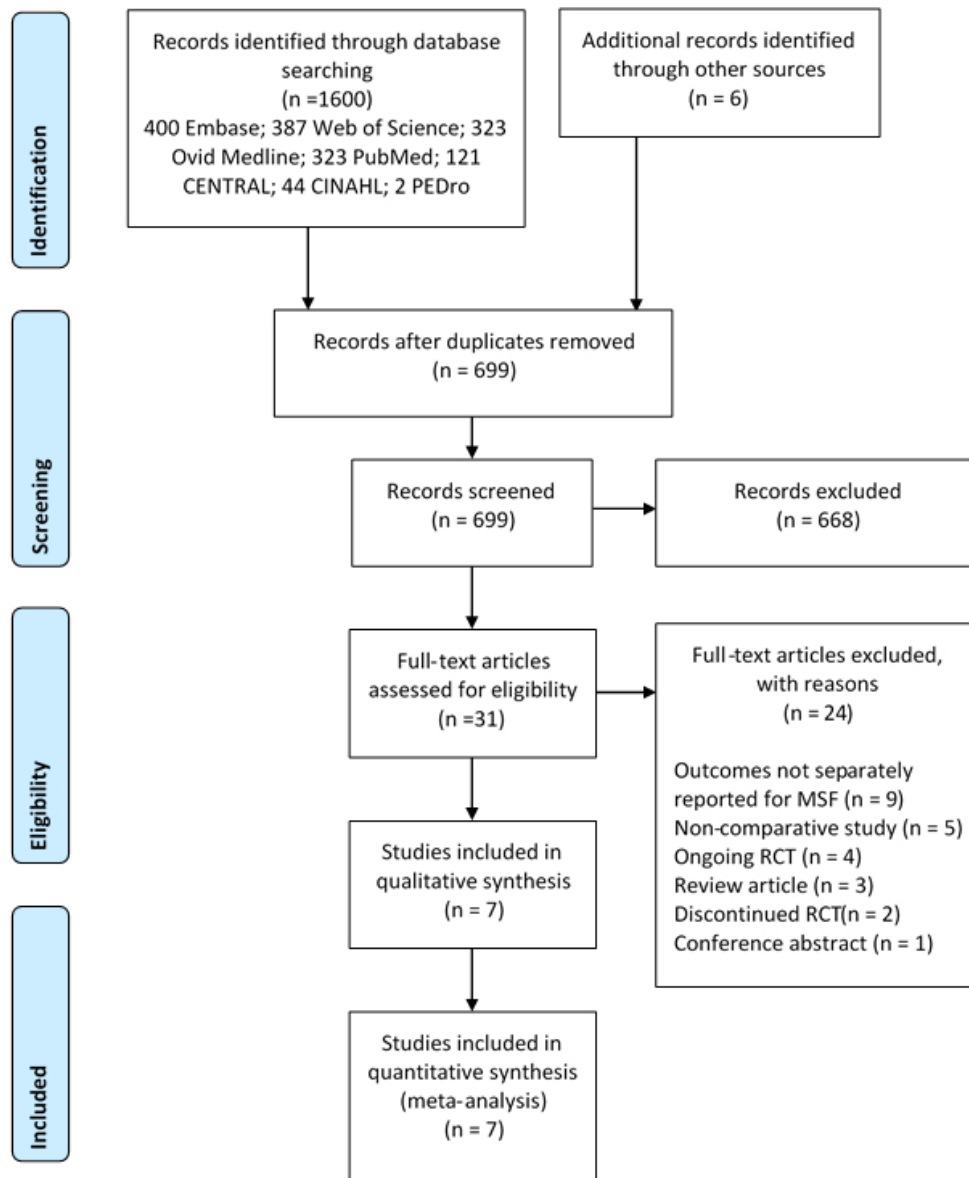 Identification
Records identified through database
searching
(n =1600)
400 Embase; 387 Web of Science; 323
Ovid Medline; 323 PubMed; 121
CENTRAL; 44 CINAHL; 2 PEDro
Additional records identified
through other sources
(n = 6)
Screening
Records after duplicates removed
(n = 699)
Records screened
(n = 699)
Records excluded
(n = 668)
Eligibility
Full-text articles
assessed for eligibility
(n =31)
Full-text articles excluded,
with reasons
(n = 24)
Outcomes not separately
reported for MSF (n = 9)
Non-comparative study (n = 5)
Ongoing RCT (n = 4)
Review article (n = 3)
Discontinued RCT(n = 2)
Conference abstract (n = 1)
Studies included in
qualitative synthesis
(n = 7)
Included
Studies included in
quantitative synthesis
(meta-analysis)
(n = 7)